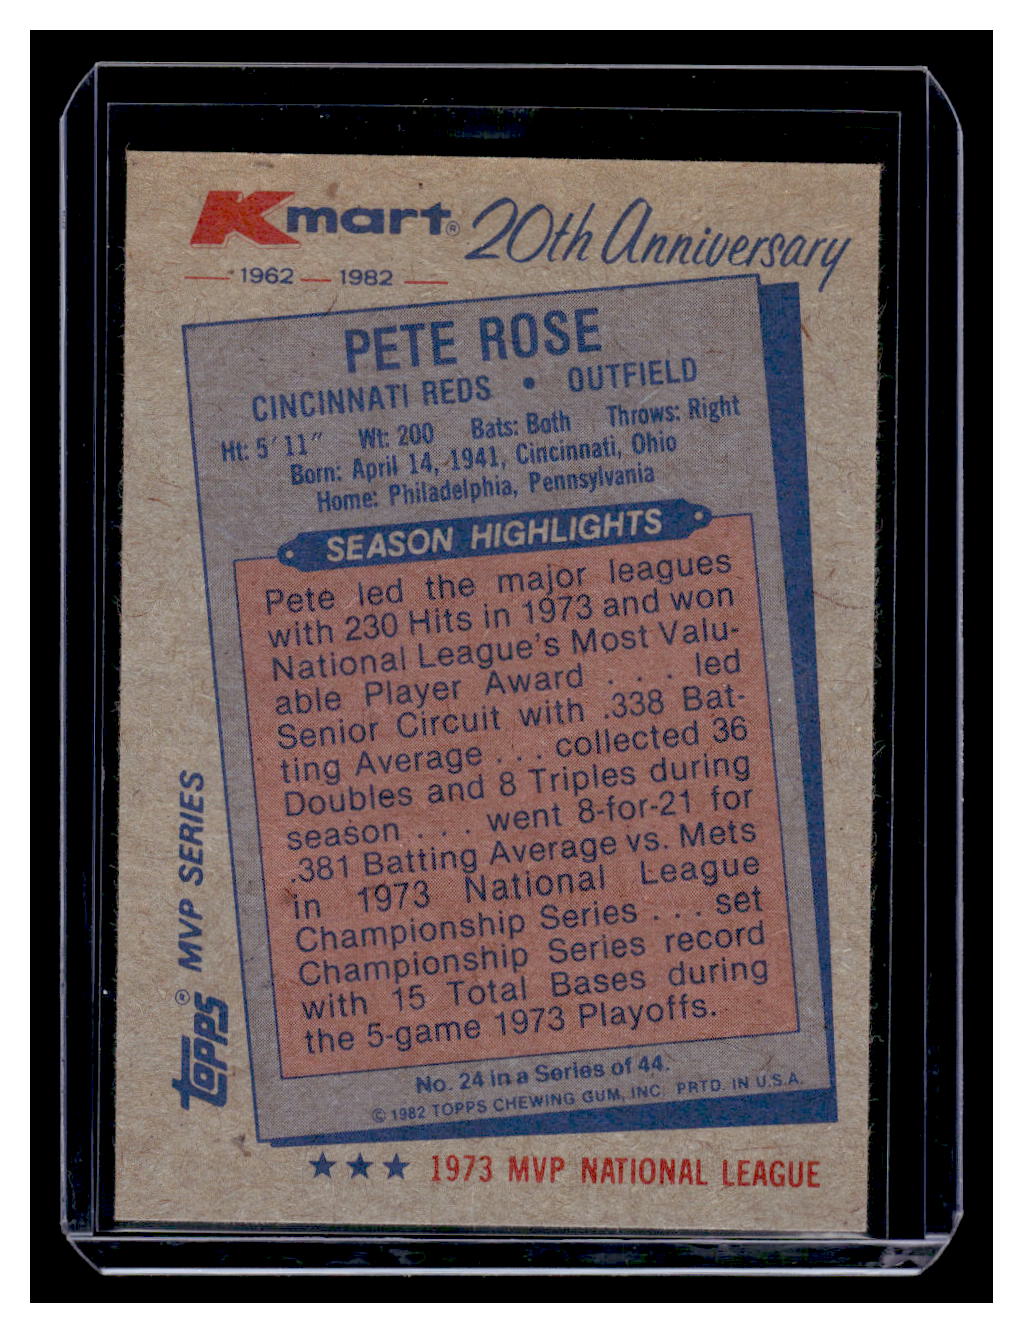 Kmart® 20th Anniversary
1962 — 1982
PETE ROSE
CINCINNATI REDS • OUTFIELD
Ht: 5'11" Wt: 200 Bats: Both Throws: Right
Born: April 14, 1941, Cincinnati, Ohio
Home: Philadelphia, Pennsylvania
SEASON HIGHLIGHTS
Pete led the major leagues
with 230 Hits in 1973 and won
National League's Most Valu-
able Player Award . . . led
Senior Circuit with .338 Bat-
ting Average . . . collected 36
Doubles and 8 Triples during
season . . . went 8-for-21 for
.381 Batting Average vs. Mets
in 1973 National League
Championship Series . . . set
Championship Series record
with 15 Total Bases during
the 5-game 1973 Playoffs.
No. 24 in a Series of 44.
© 1982 TOPPS CHEWING GUM, INC. PRTD. IN U.S.A.
topps® MVP SERIES
★★★ 1973 MVP NATIONAL LEAGUE